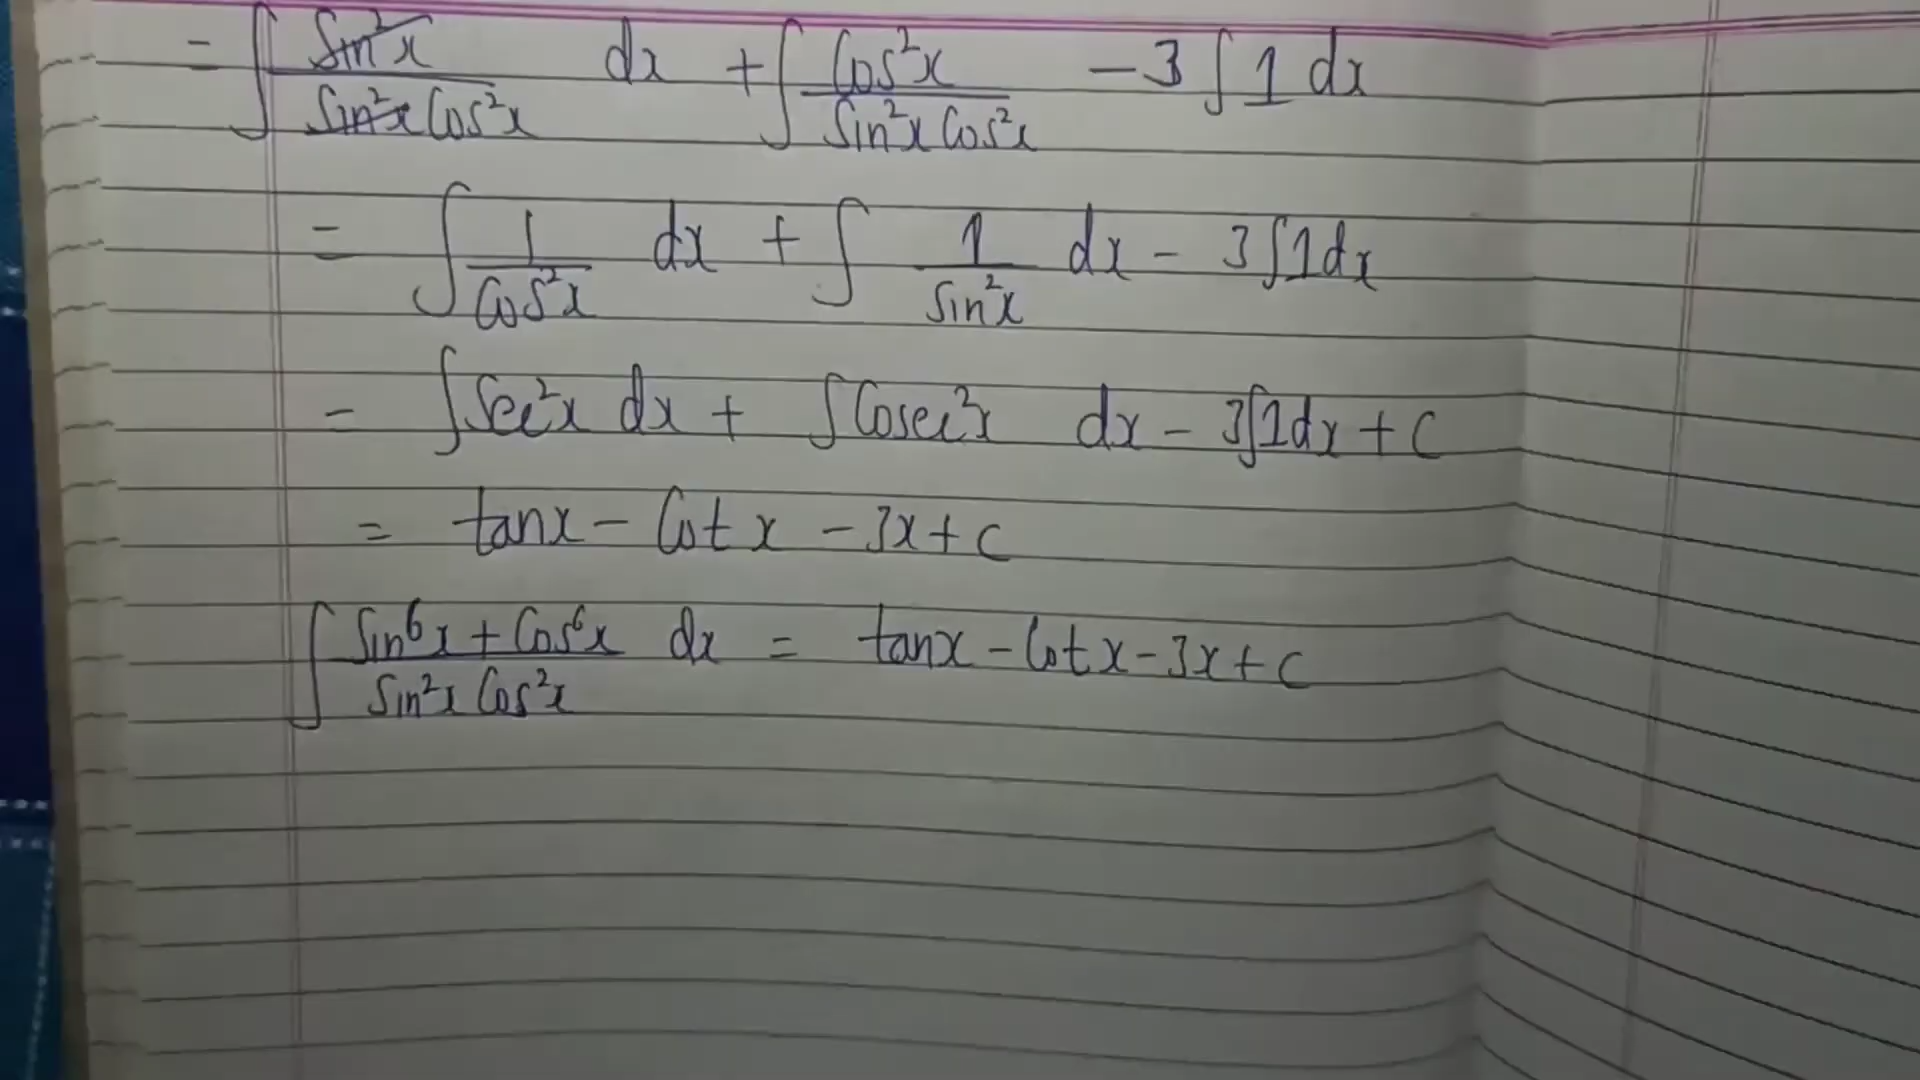 = ∫ Sin²x / Sin²x Cos²x dx + ∫ Cos²x / Sin²x Cos²x - 3 ∫ 1 dx
= ∫ 1 / Cos²x dx + ∫ 1 / Sin²x dx - 3 ∫ 1 dx
= ∫ Sec²x dx + ∫ Cosec²x dx - 3 ∫ 1 dx + C
= tanx - Cot x - 3x + C
∫ Sin⁶x + Cos⁶x / Sin²x Cos²x dx = tanx - Cot x - 3x + C